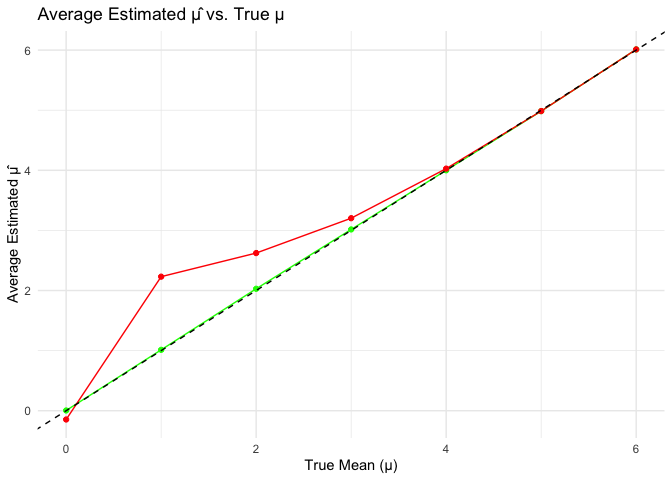 Average Estimated μ̂ vs. True μ
Average Estimated μ̂
6
4
2
0
0 2 4 6
True Mean (μ)